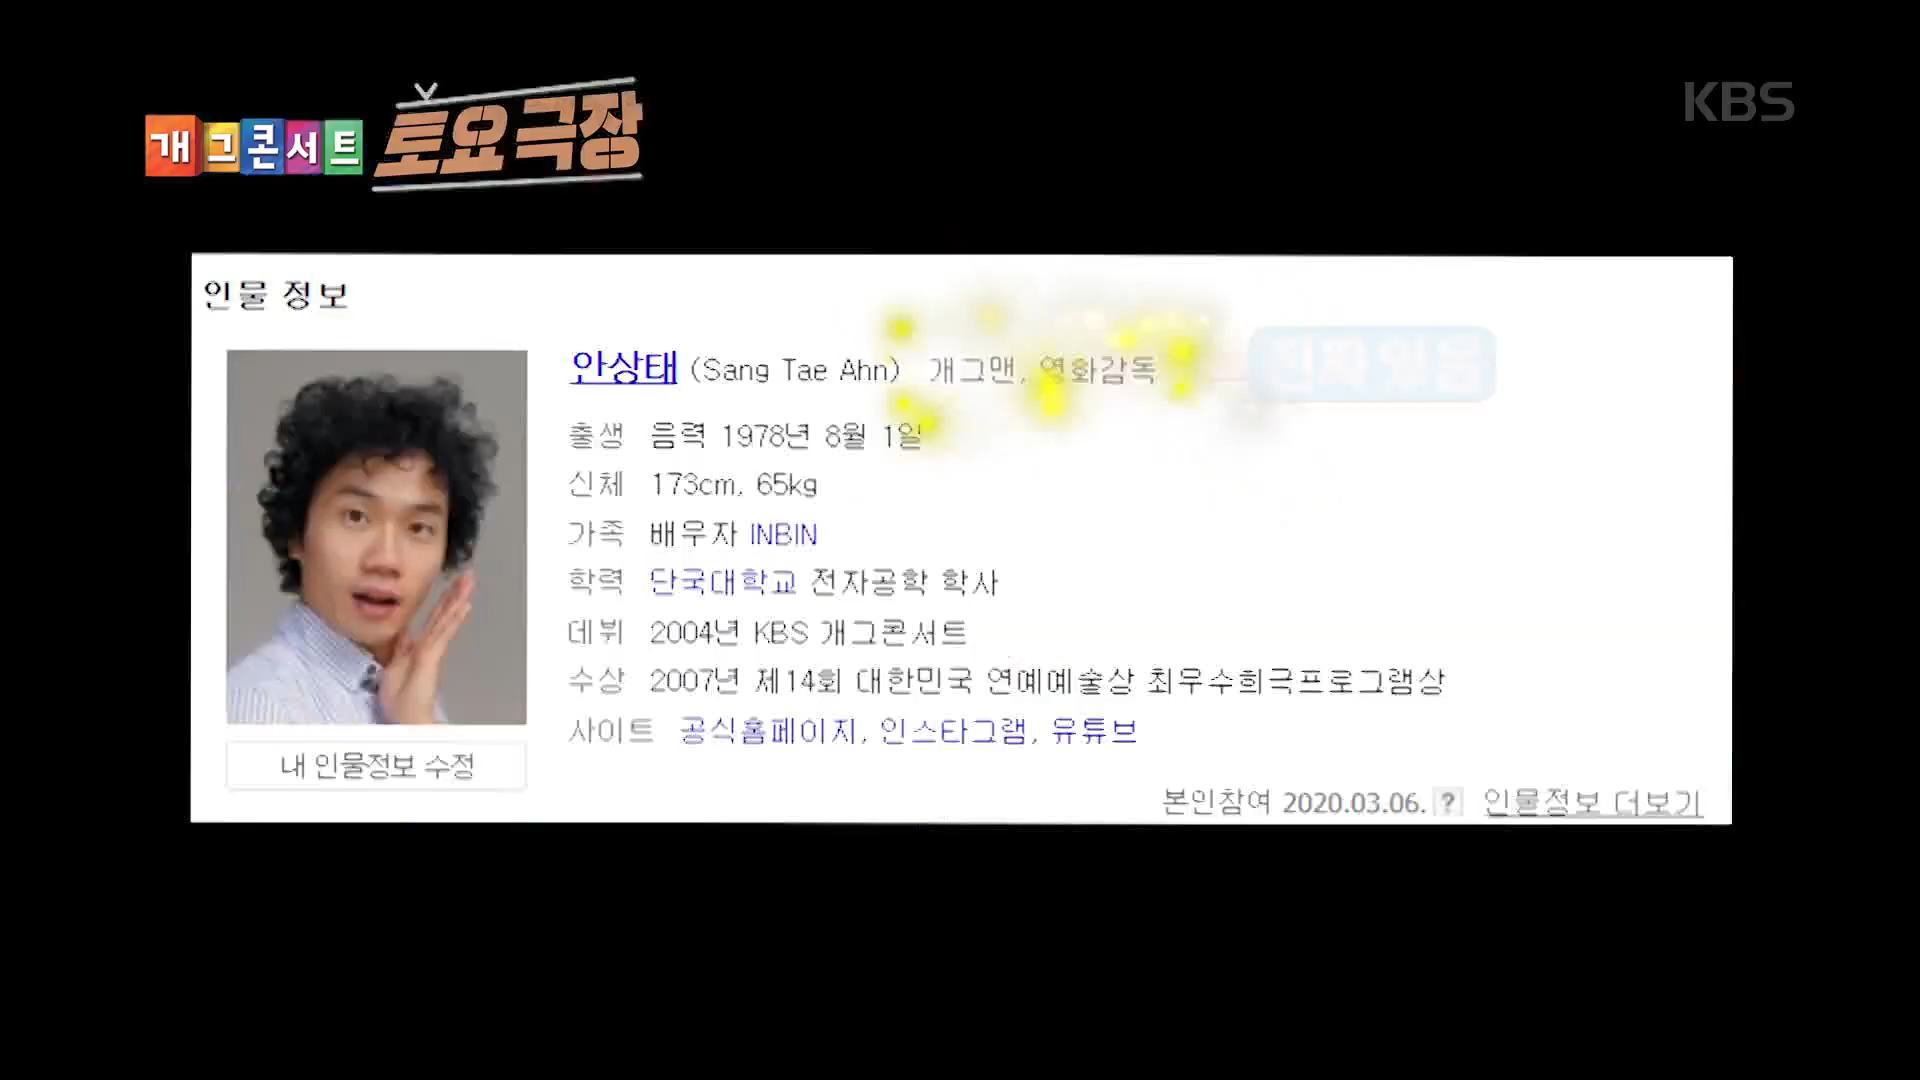 개그콘서트 토요극장
KBS
인물 정보
안상태 (Sang Tae Ahn) 개그맨, 영화감독
출생 음력 1978년 8월 1일
신체 173cm, 65kg
가족 배우자 INBIN
학력 단국대학교 전자공학 학사
데뷔 2004년 KBS 개그콘서트
수상 2007년 제14회 대한민국 연예예술상 최우수희극프로그램상
사이트 공식홈페이지, 인스타그램, 유튜브
내 인물정보 수정
본인참여 2020.03.06. ? 인물정보 더보기